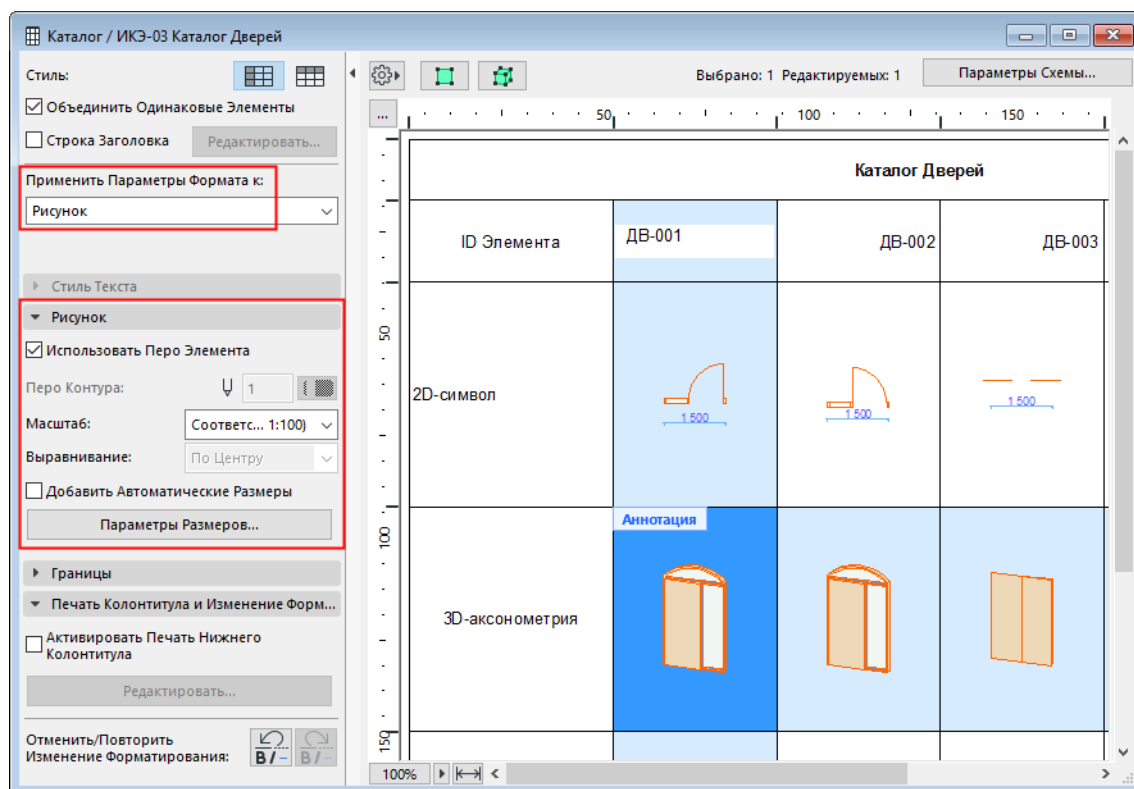 Каталог / ИКЭ-03 Каталог Дверей
Стиль:
Выбрано: 1 Редактируемых: 1
Параметры Схемы...
Объединить Одинаковые Элементы
Строка Заголовка
Редактировать...
Применить Параметры Формата к:
Рисунок
Стиль Текста
Рисунок
Использовать Перо Элемента
Перо Контура:
1
Масштаб:
Соответс... 1:100)
Выравнивание:
По Центру
Добавить Автоматические Размеры
Параметры Размеров...
Границы
Печать Колонтитула и Изменение Форм...
Активировать Печать Нижнего
Колонтитула
Редактировать...
Отменить/Повторить
Изменение Форматирования:
B / –
B / –
...
50
100
150
50
100
150
Каталог Дверей
ID Элемента
ДВ-001
ДВ-002
ДВ-003
2D-символ
1 500
1 500
1 500
Аннотация
3D-аксонометрия
100%